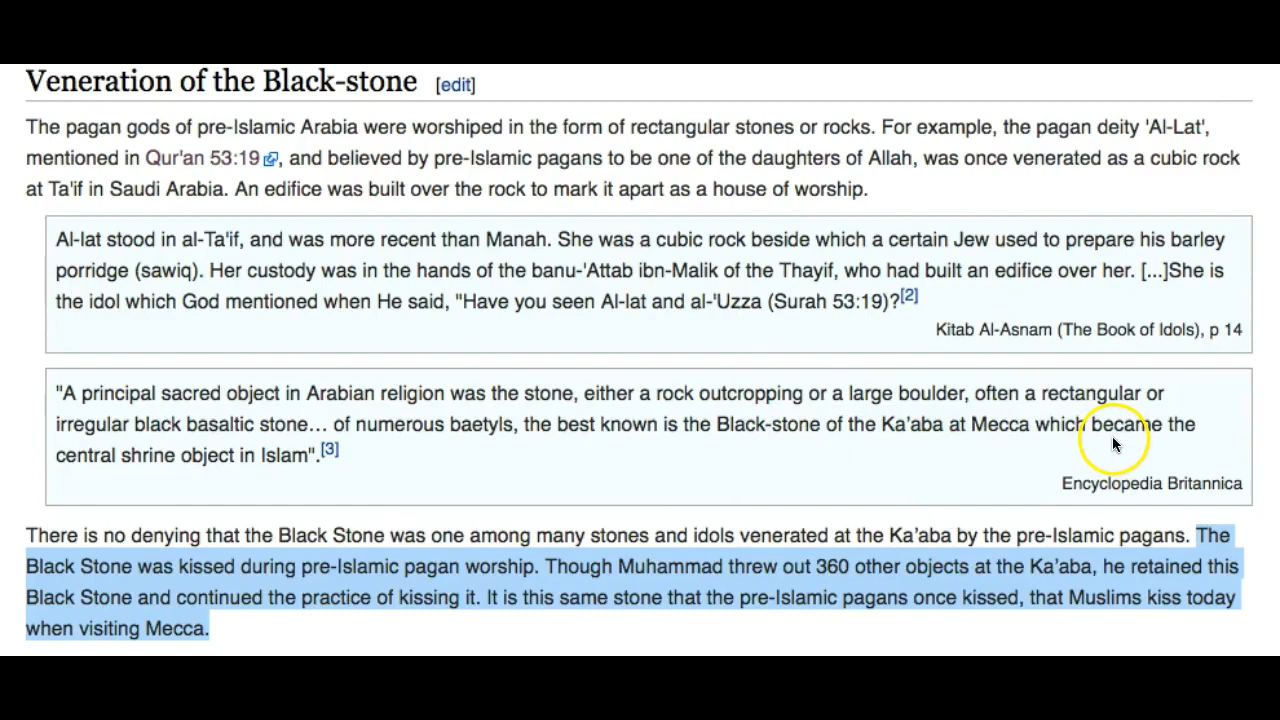 Veneration of the Black-stone [edit]
The pagan gods of pre-Islamic Arabia were worshiped in the form of rectangular stones or rocks. For example, the pagan deity 'Al-Lat',
mentioned in Qur'an 53:19, and believed by pre-Islamic pagans to be one of the daughters of Allah, was once venerated as a cubic rock
at Ta'if in Saudi Arabia. An edifice was built over the rock to mark it apart as a house of worship.
Al-lat stood in al-Ta'if, and was more recent than Manah. She was a cubic rock beside which a certain Jew used to prepare his barley
porridge (sawiq). Her custody was in the hands of the banu-'Attab ibn-Malik of the Thayif, who had built an edifice over her. [...]She is
the idol which God mentioned when He said, "Have you seen Al-lat and al-'Uzza (Surah 53:19)?[2]
Kitab Al-Asnam (The Book of Idols), p 14
"A principal sacred object in Arabian religion was the stone, either a rock outcropping or a large boulder, often a rectangular or
irregular black basaltic stone… of numerous baetyls, the best known is the Black-stone of the Ka’aba at Mecca which became the
central shrine object in Islam".[3]
Encyclopedia Britannica
There is no denying that the Black Stone was one among many stones and idols venerated at the Ka’aba by the pre-Islamic pagans. The
Black Stone was kissed during pre-Islamic pagan worship. Though Muhammad threw out 360 other objects at the Ka’aba, he retained this
Black Stone and continued the practice of kissing it. It is this same stone that the pre-Islamic pagans once kissed, that Muslims kiss today
when visiting Mecca.